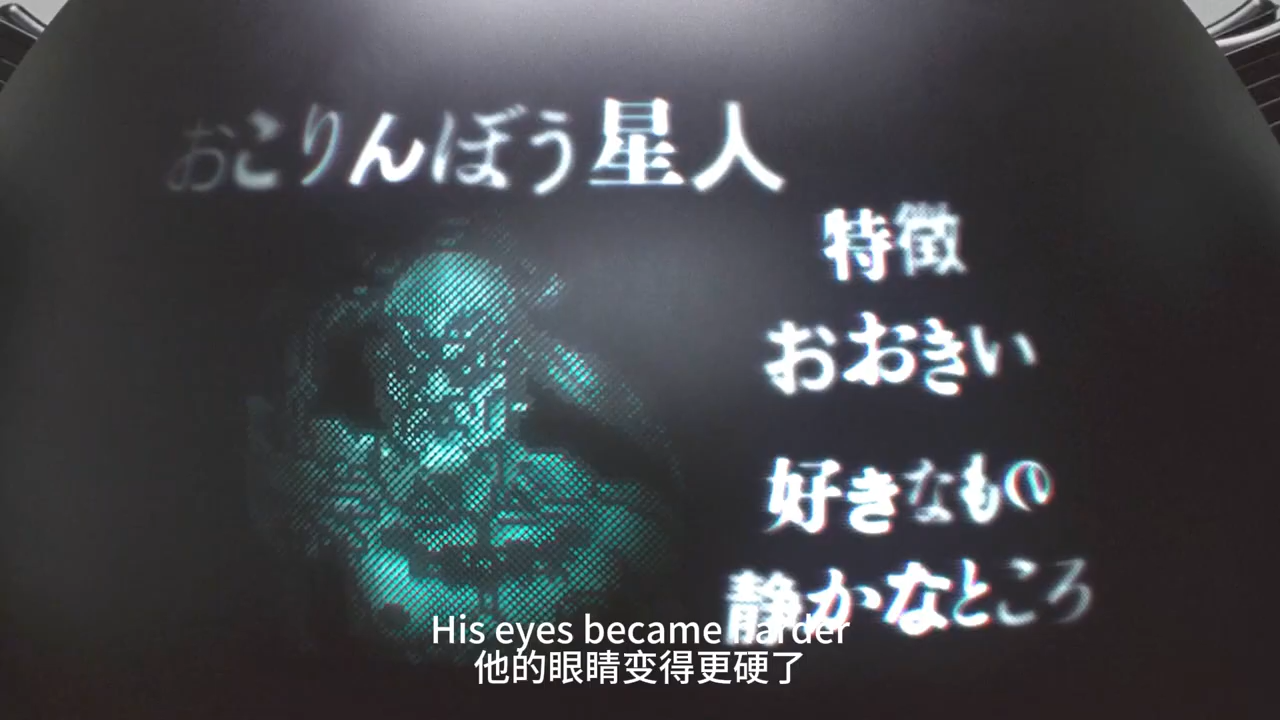 おこりんぼう星人
特徴
おおきい
好きなもの
静かなところ
His eyes became harder
他的眼睛变得更硬了